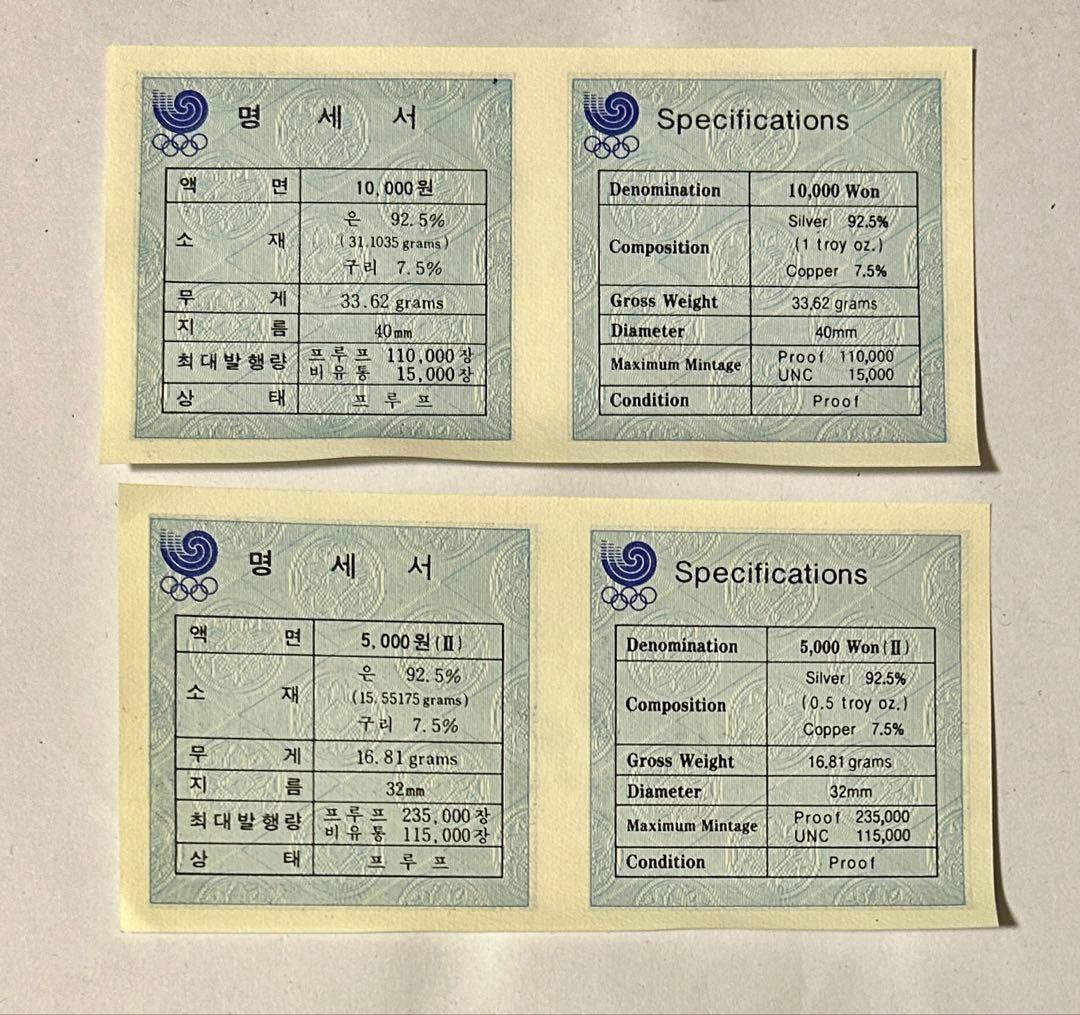 명 세 서
액 면 10,000원
소 재 은 92.5%
(31.1035 grams)
구리 7.5%
무 게 33.62 grams
지 름 40mm
최대발행량 프루프 110,000장
비유통 15,000장
상 태 프 루 프
Specifications
Denomination 10,000 Won
Composition Silver 92.5%
(1 troy oz.)
Copper 7.5%
Gross Weight 33.62 grams
Diameter 40mm
Maximum Mintage Proof 110,000
UNC 15,000
Condition Proof
명 세 서
액 면 5,000원(Ⅱ)
소 재 은 92.5%
(15.55175 grams)
구리 7.5%
무 게 16.81 grams
지 름 32mm
최대발행량 프루프 235,000장
비유통 115,000장
상 태 프 루 프
Specifications
Denomination 5,000 Won(Ⅱ)
Composition Silver 92.5%
(0.5 troy oz.)
Copper 7.5%
Gross Weight 16.81 grams
Diameter 32mm
Maximum Mintage Proof 235,000
UNC 115,000
Condition Proof